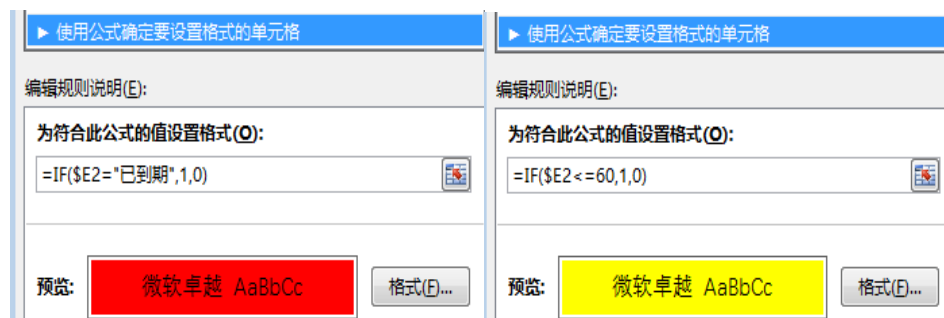 ▶ 使用公式确定要设置格式的单元格
编辑规则说明(E):
为符合此公式的值设置格式(O):
=IF($E2="已到期",1,0)
预览:
微软卓越 AaBbCc
格式(F)...
▶ 使用公式确定要设置格式的单元格
编辑规则说明(E):
为符合此公式的值设置格式(O):
=IF($E2<=60,1,0)
预览:
微软卓越 AaBbCc
格式(F)...